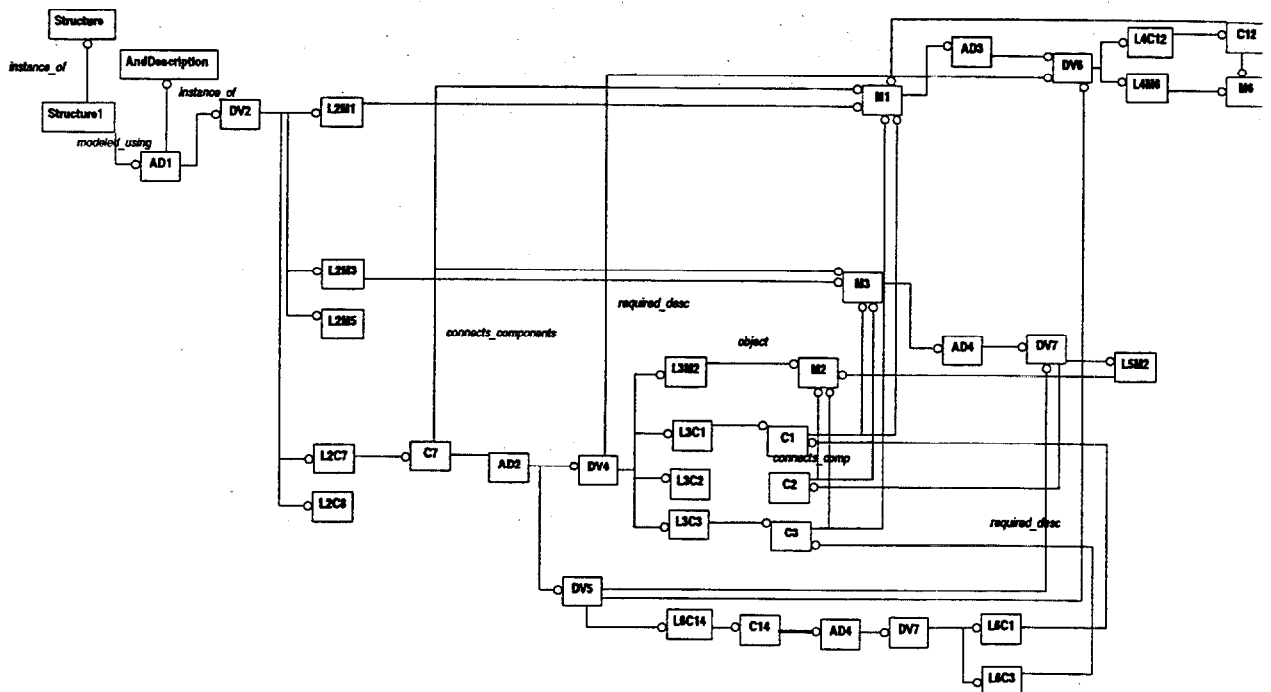 Structure
C12
L4C12
AD3
AndDescription
instance_of
DV6
L4M6
M6
instance_of
M1
Structure1
DV2
L2M1
modeled_using
AD1
L2M3
M3
required_desc
L2M5
connects_components
object
AD4
DV7
L5M2
L3M2
M2
L3C1
C1
L2C7
C7
connects_comp
AD2
DV4
L3C2
C2
L2C8
L3C3
C3
required_desc
DV5
L6C14
C14
AD4
DV7
L6C1
L6C3